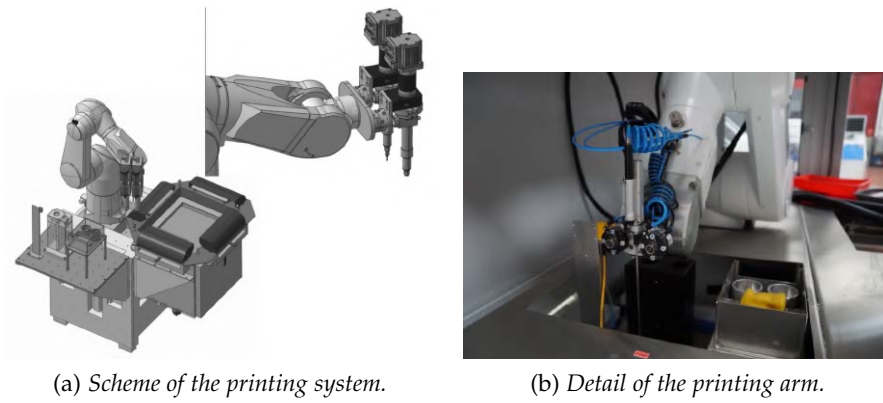 (a) Scheme of the printing system.
(b) Detail of the printing arm.